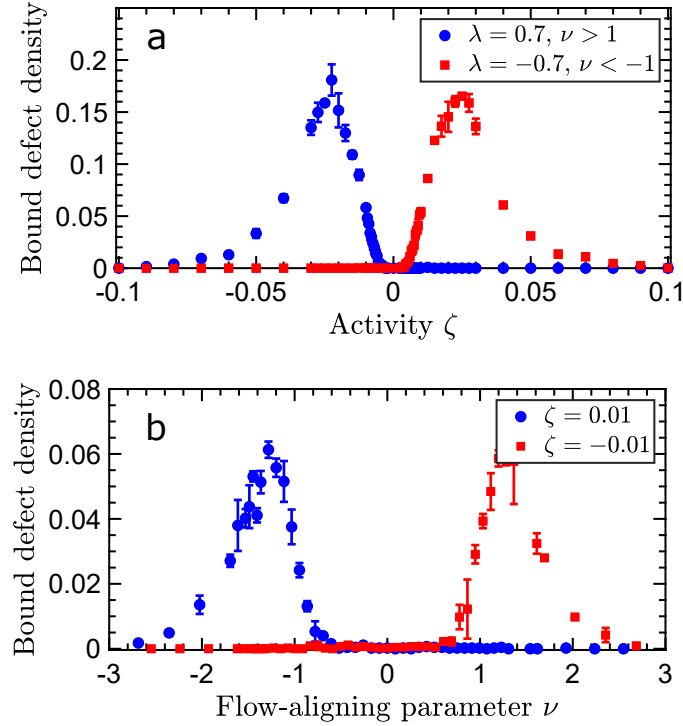 a
λ = 0.7, ν > 1
λ = −0.7, ν < −1
Bound defect density
0.2
0.15
0.1
0.05
0
-0.1 -0.05 0 0.05 0.1
Activity ζ
b
ζ = 0.01
ζ = −0.01
Bound defect density
0.08
0.06
0.04
0.02
0
-3 -2 -1 0 1 2 3
Flow-aligning parameter ν